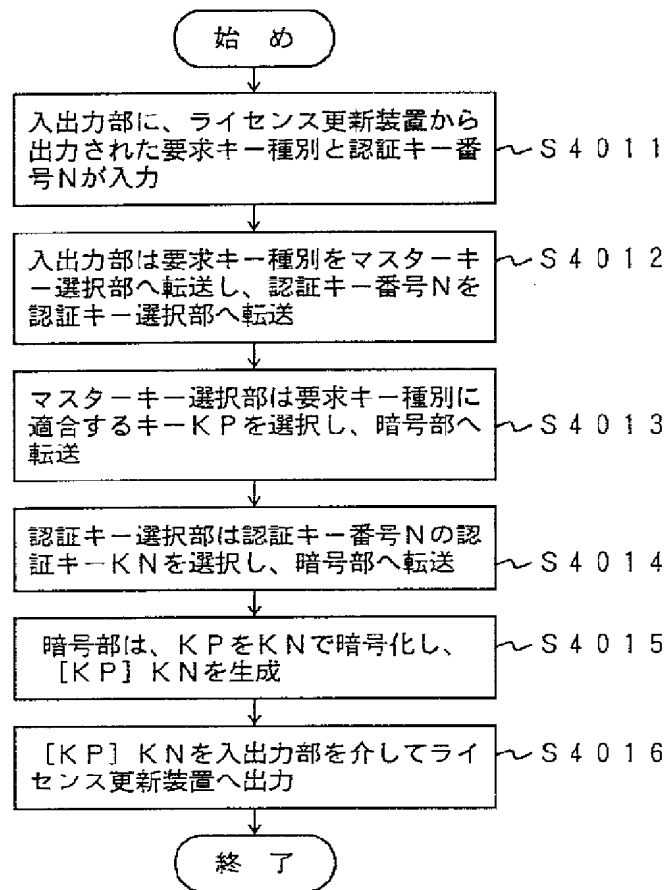 始　め
入出力部に、ライセンス更新装置から
出力された要求キー種別と認証キー番
号Nが入力
S4011
入出力部は要求キー種別をマスターキ
ー選択部へ転送し、認証キー番号Nを
認証キー選択部へ転送
S4012
マスターキー選択部は要求キー種別に
適合するキーKPを選択し、暗号部へ
転送
S4013
認証キー選択部は認証キー番号Nの認
証キーKNを選択し、暗号部へ転送
S4014
暗号部は、KPをKNで暗号化し、
[KP] KNを生成
S4015
[KP] KNを入出力部を介してライ
センス更新装置へ出力
S4016
終　了